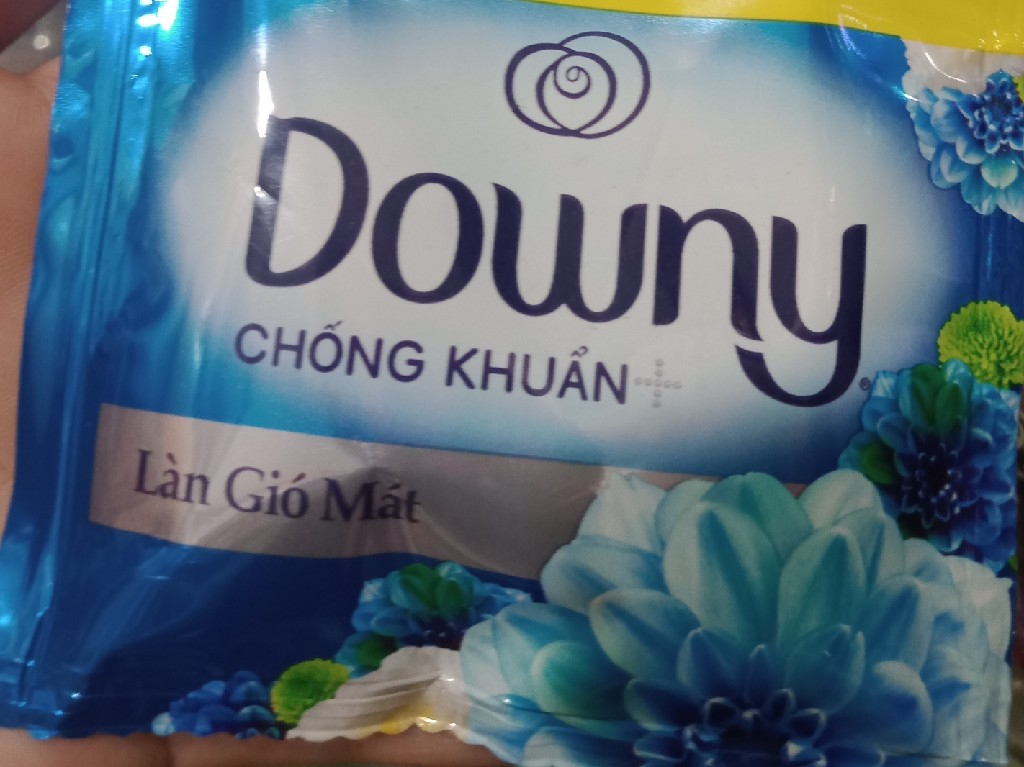 Downy
CHỐNG KHUẨN+
Làn Gió Mát